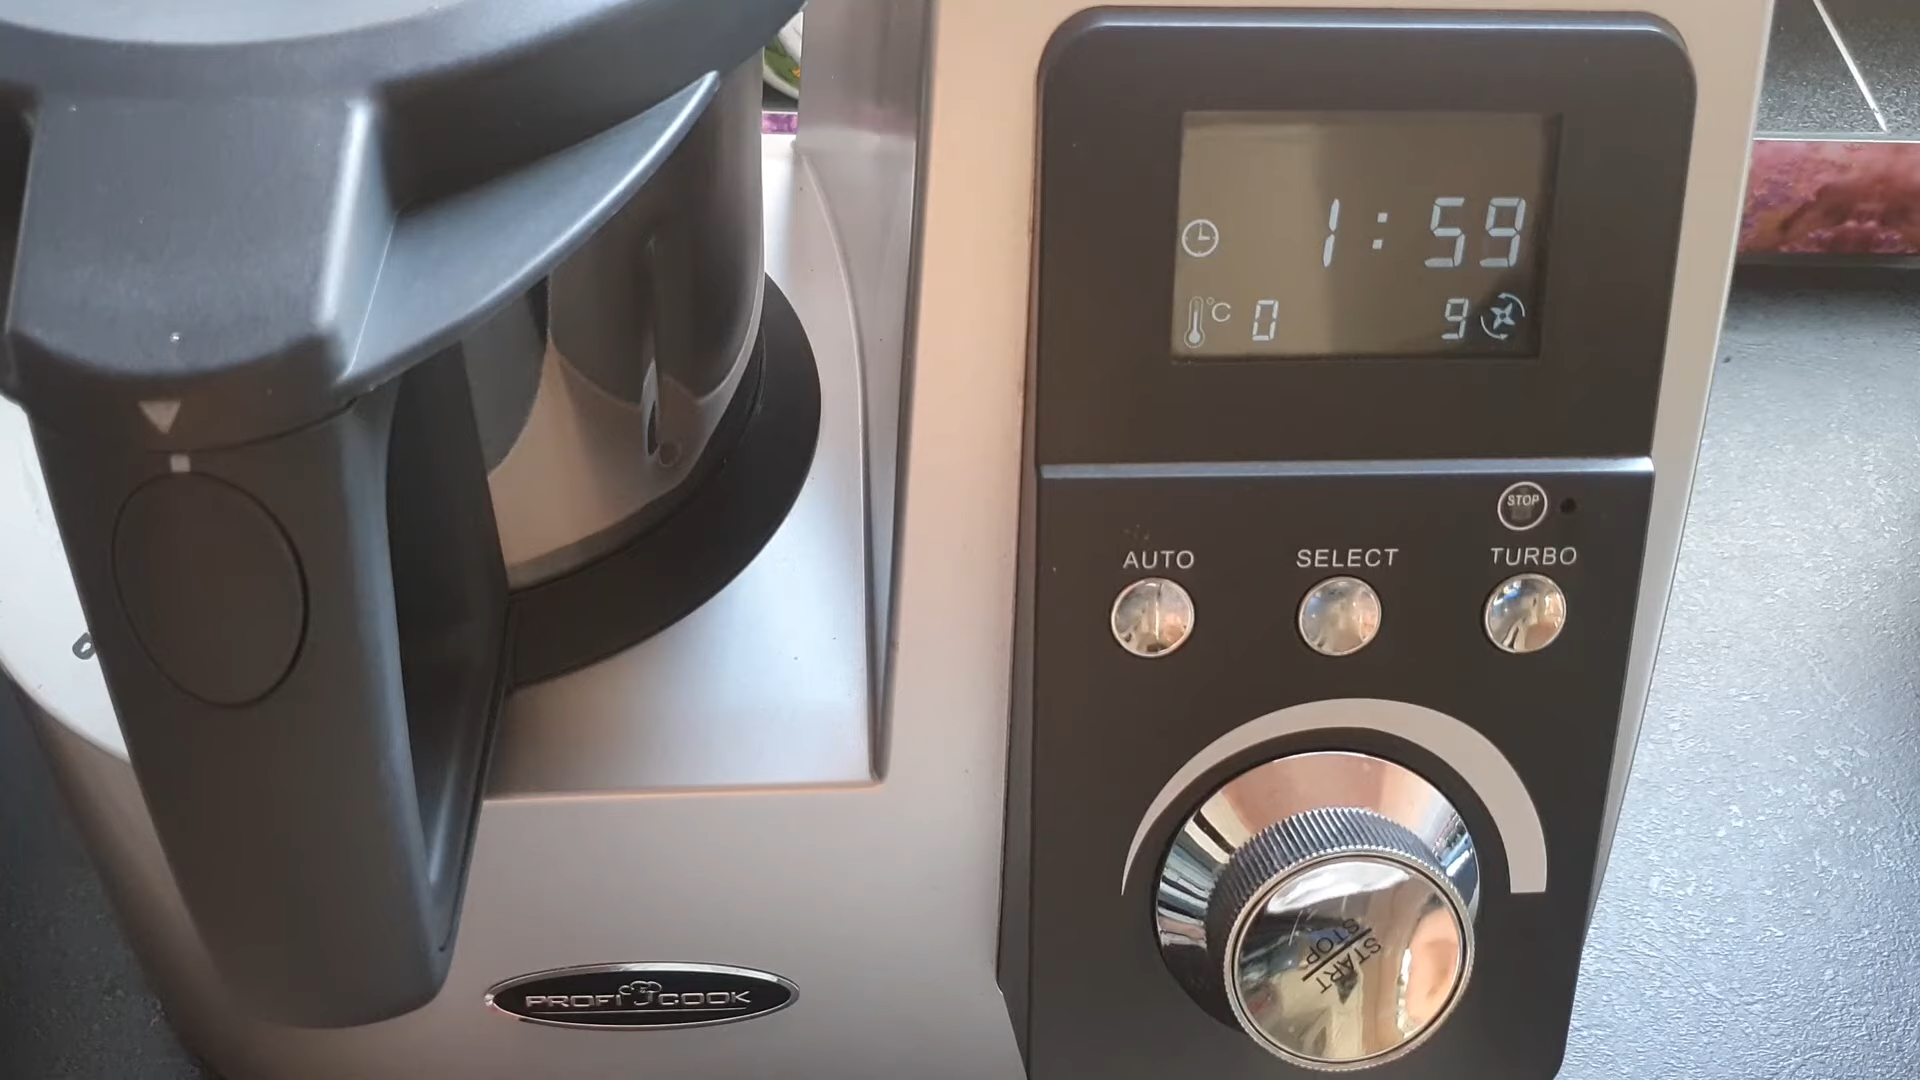 1:59
°C 0 9
STOP
AUTO SELECT TURBO
START
STOP
PROFI COOK